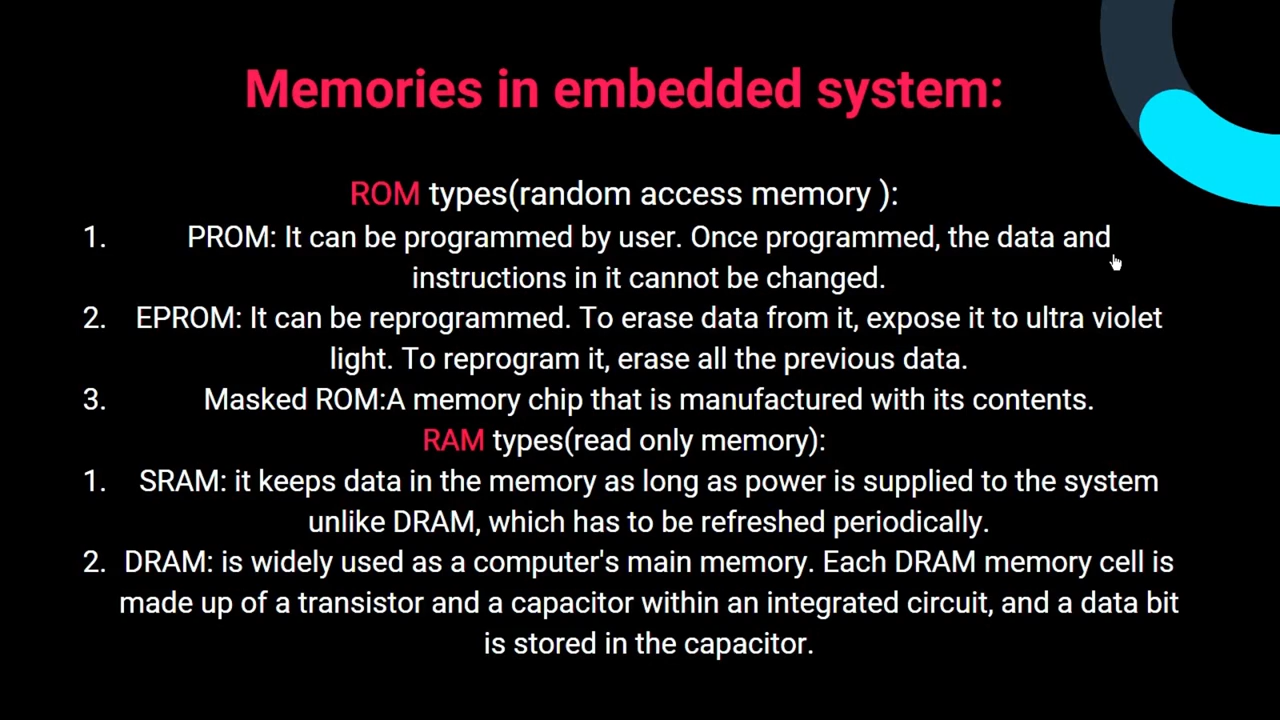 Memories in embedded system:
ROM types(random access memory ):
1. PROM: It can be programmed by user. Once programmed, the data and
instructions in it cannot be changed.
2. EPROM: It can be reprogrammed. To erase data from it, expose it to ultra violet
light. To reprogram it, erase all the previous data.
3. Masked ROM:A memory chip that is manufactured with its contents.
RAM types(read only memory):
1. SRAM: it keeps data in the memory as long as power is supplied to the system
unlike DRAM, which has to be refreshed periodically.
2. DRAM: is widely used as a computer's main memory. Each DRAM memory cell is
made up of a transistor and a capacitor within an integrated circuit, and a data bit
is stored in the capacitor.